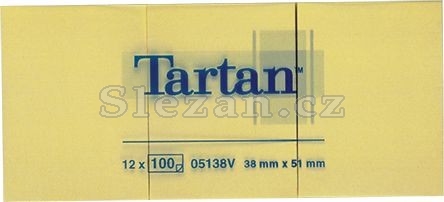 Tartan™
Slezan.cz
12 x 100 05138V 38 mm x 51 mm